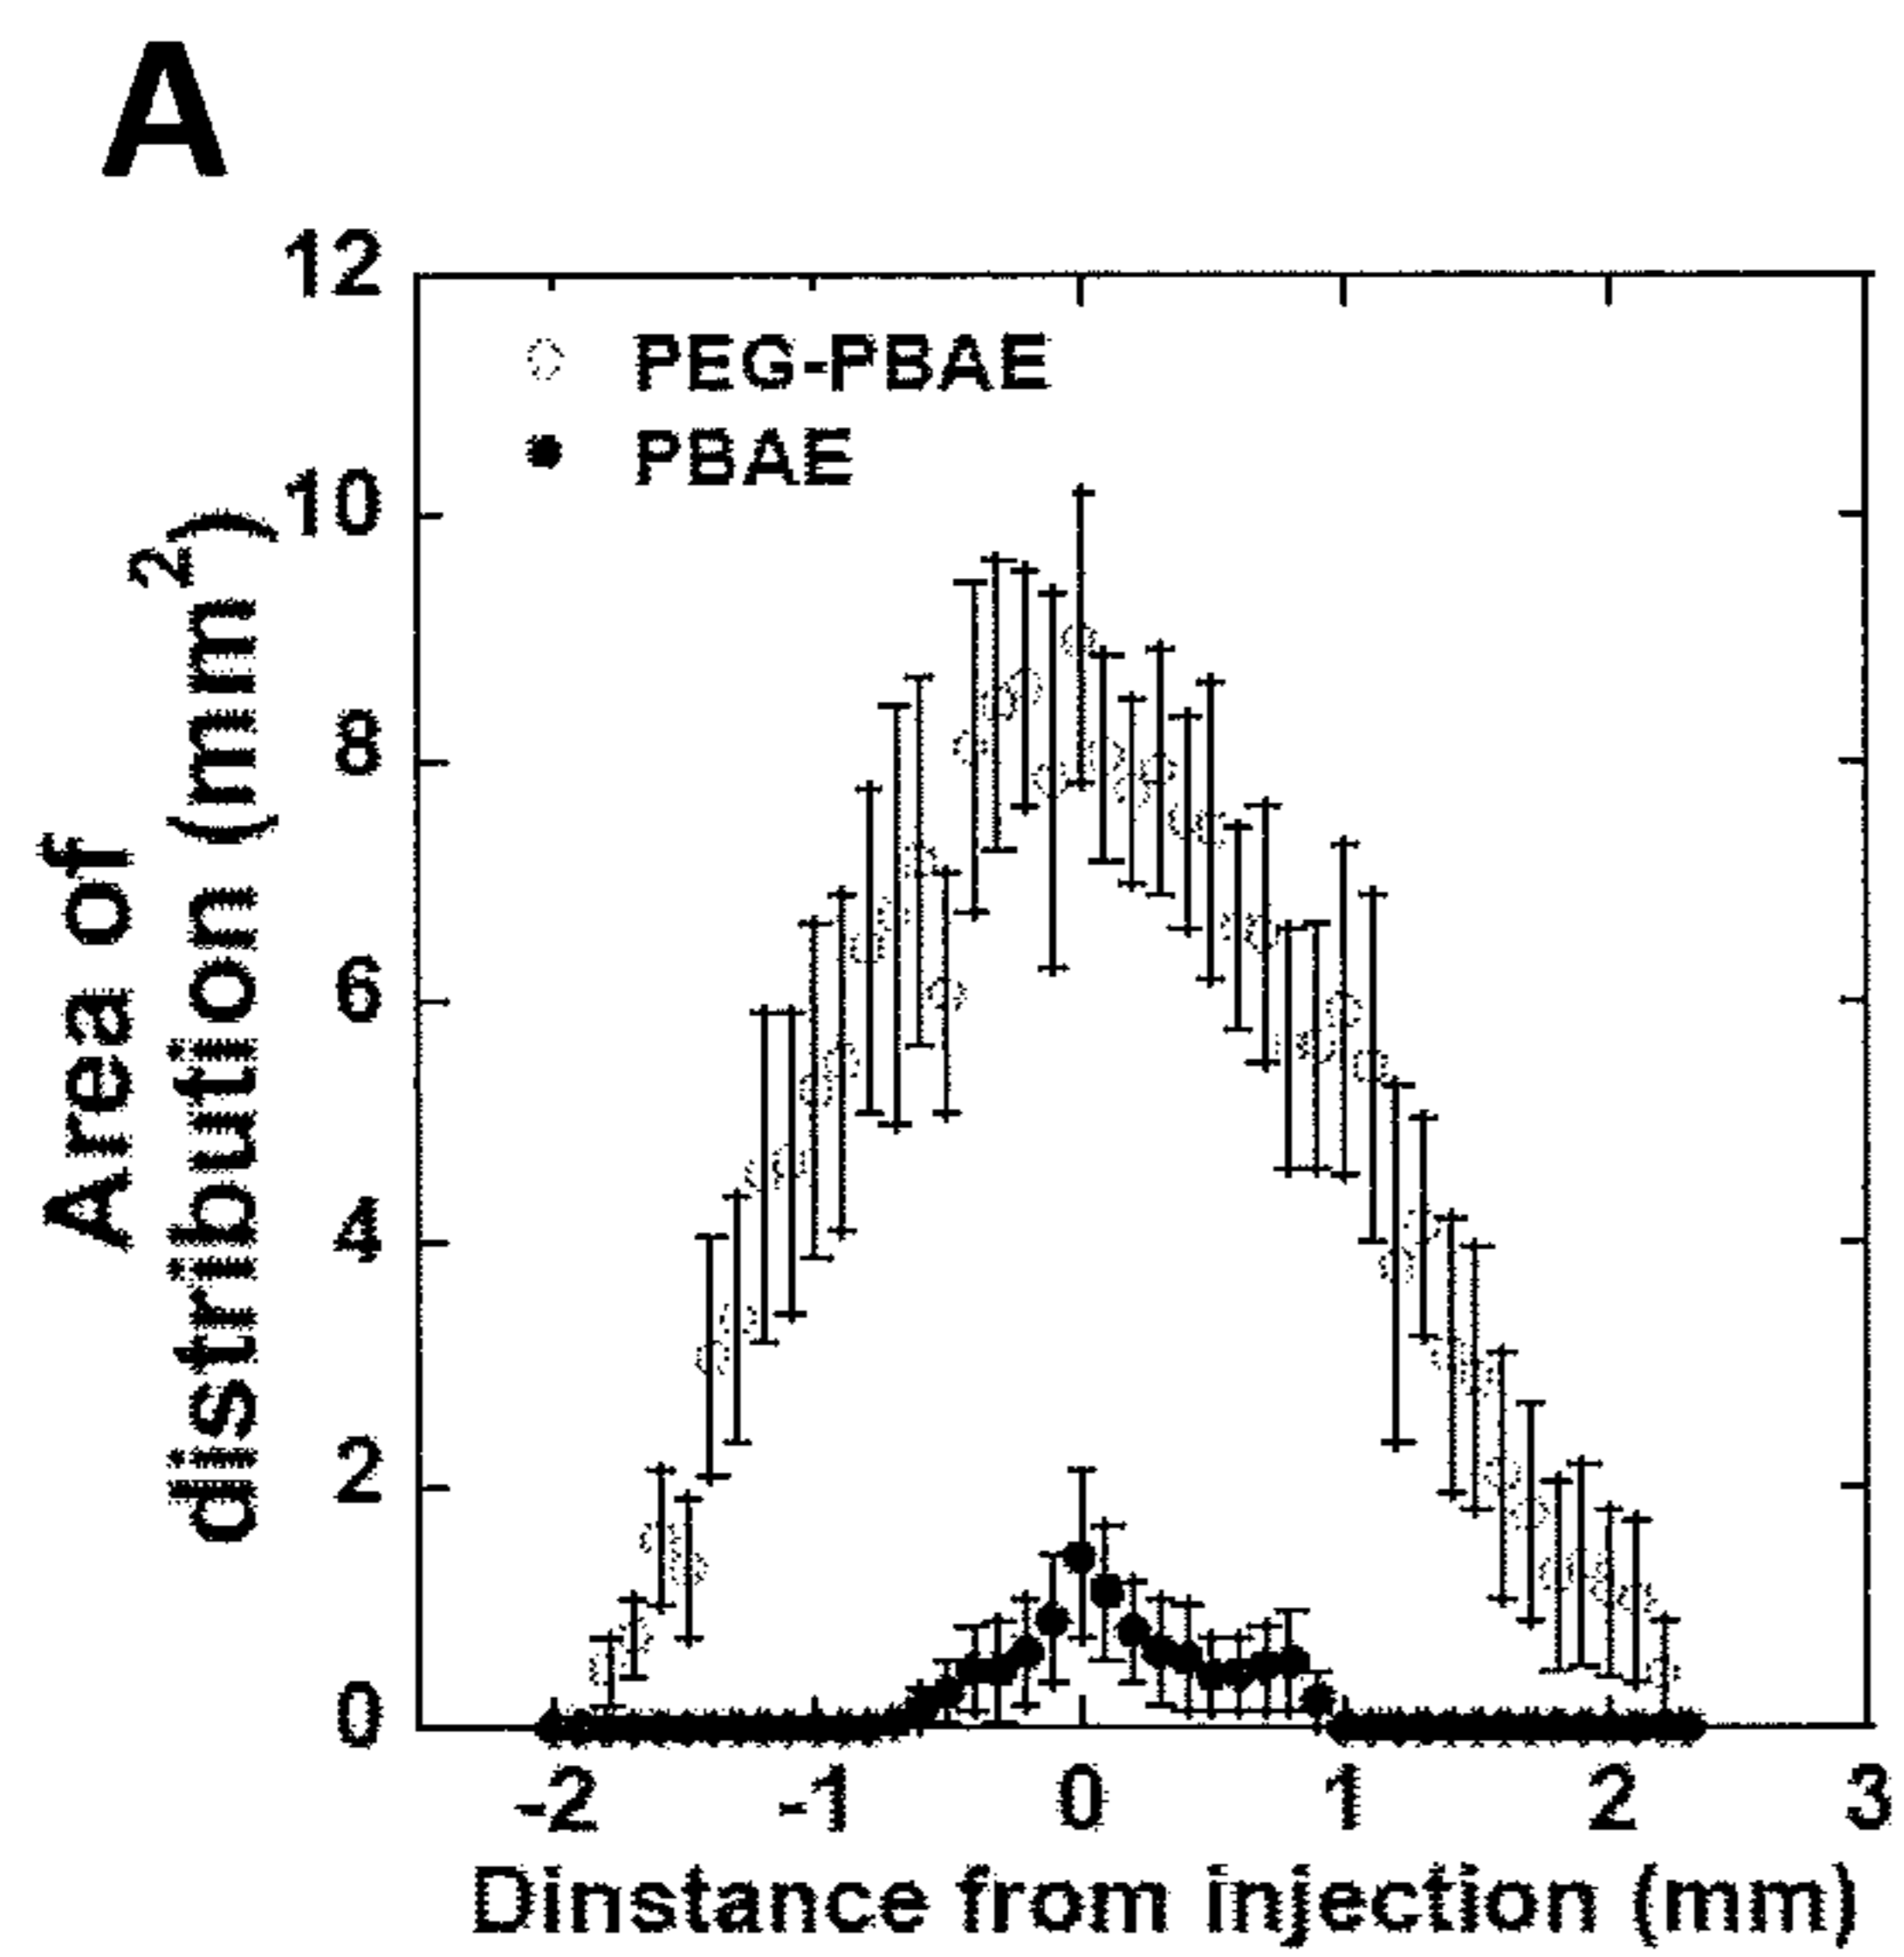 A
12
PEG-PBAE
PBAE
10
8
6
4
2
0
Area of
distribution (mm²)
-2 -1 0 1 2 3
Dinstance from injection (mm)